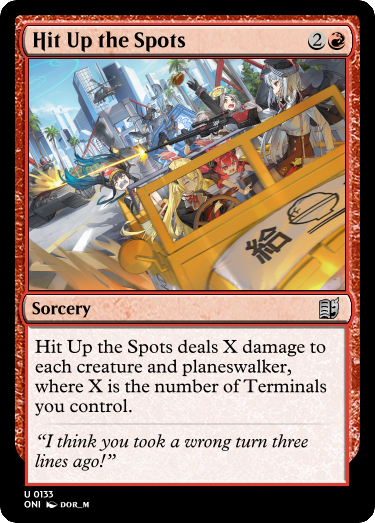 Hit Up the Spots 2
給
Sorcery
Hit Up the Spots deals X damage to
each creature and planeswalker,
where X is the number of Terminals
you control.
“I think you took a wrong turn three
lines ago!”
U 0133
ONI DOR_M